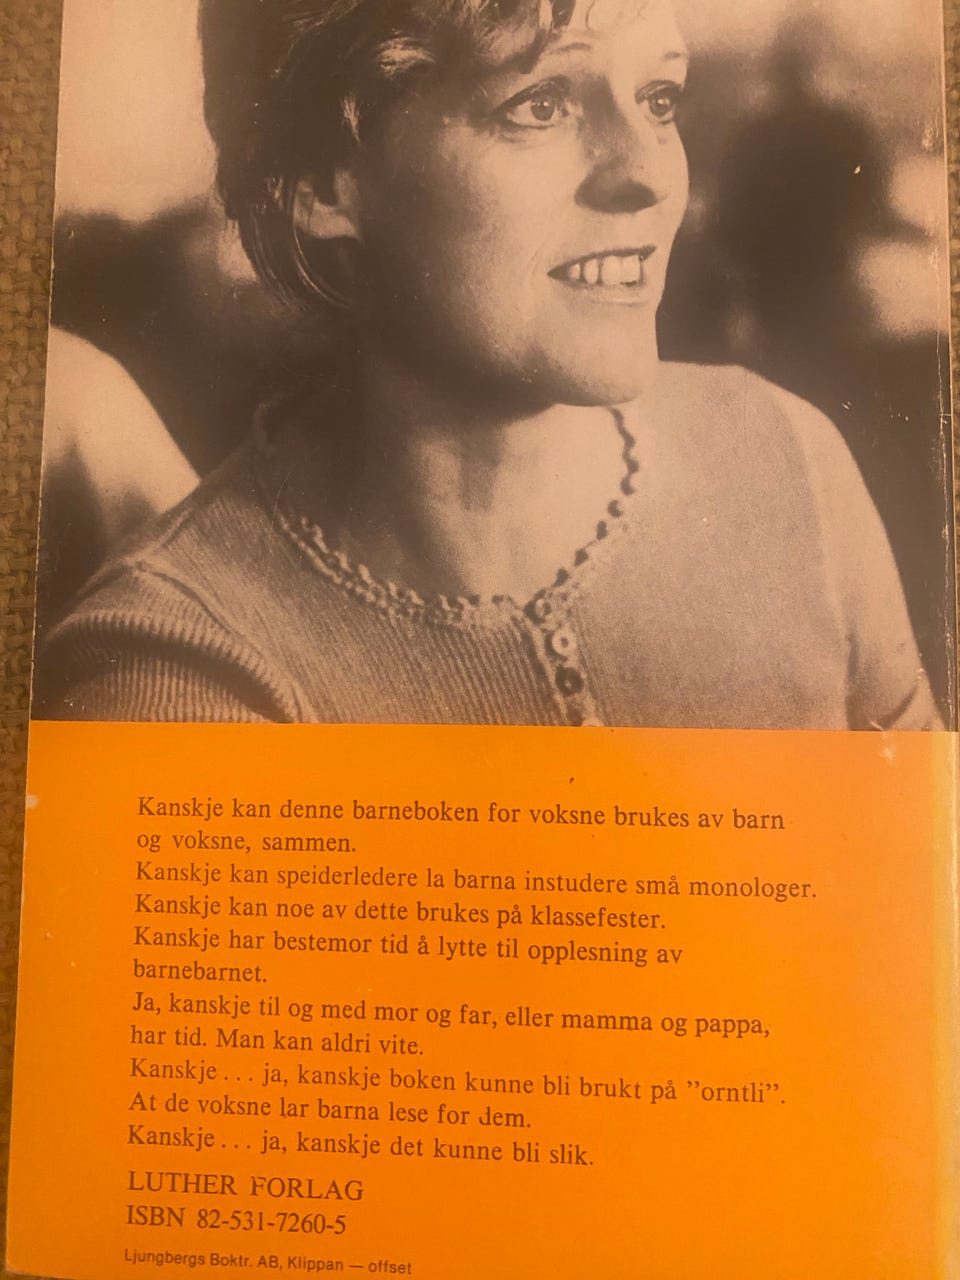 Kanskje kan denne barneboken for voksne brukes av barn
og voksne, sammen.
Kanskje kan speiderledere la barna instudere små monologer.
Kanskje kan noe av dette brukes på klassefester.
Kanskje har bestemor tid å lytte til opplesning av
barnebarnet.
Ja, kanskje til og med mor og far, eller mamma og pappa,
har tid. Man kan aldri vite.
Kanskje . . . ja, kanskje boken kunne bli brukt på ”orntli”.
At de voksne lar barna lese for dem.
Kanskje . . . ja, kanskje det kunne bli slik.
LUTHER FORLAG
ISBN 82-531-7260-5
Ljungbergs Boktr. AB, Klippan — offset